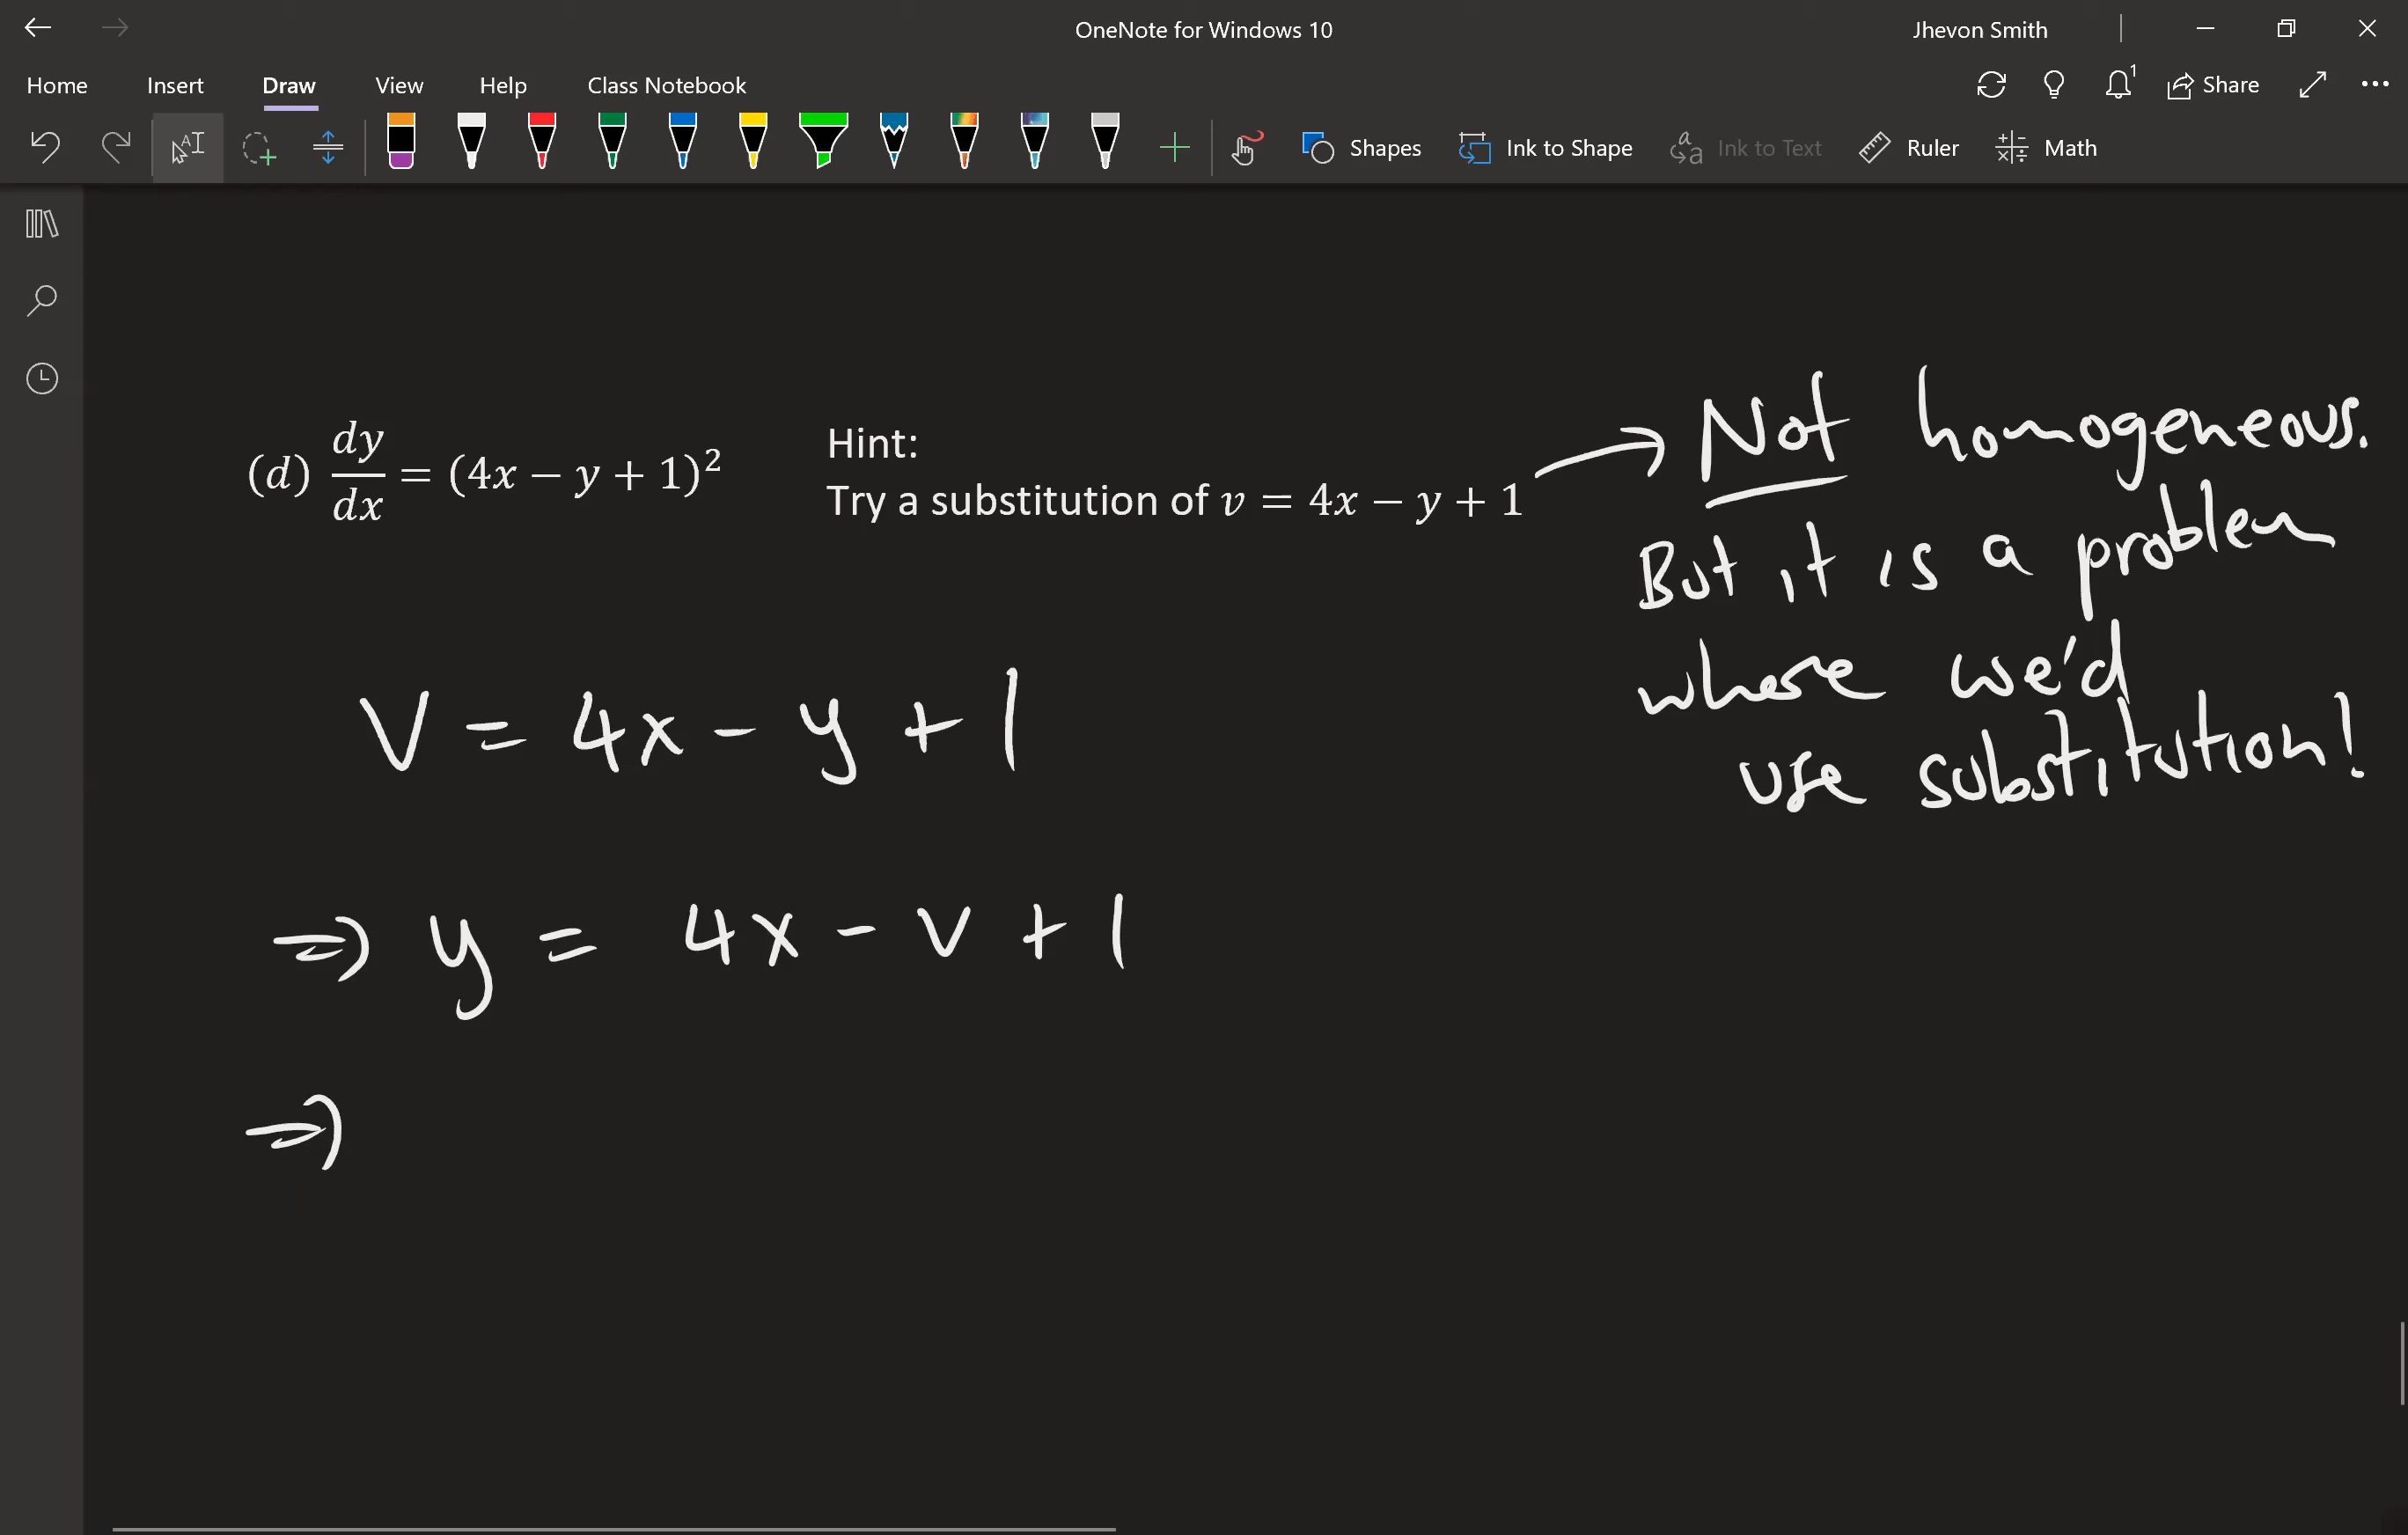 OneNote for Windows 10
Jhevon Smith
Home Insert Draw View Help Class Notebook
1
Share
Shapes Ink to Shape Ink to Text Ruler Math
(d) dy/dx = (4x − y + 1)²
Hint:
Try a substitution of v = 4x − y + 1
→ Not homogeneous.
But it is a problem
where we'd
use substitution!
V = 4x - y + 1
⇒ y = 4x - v + 1
⇒